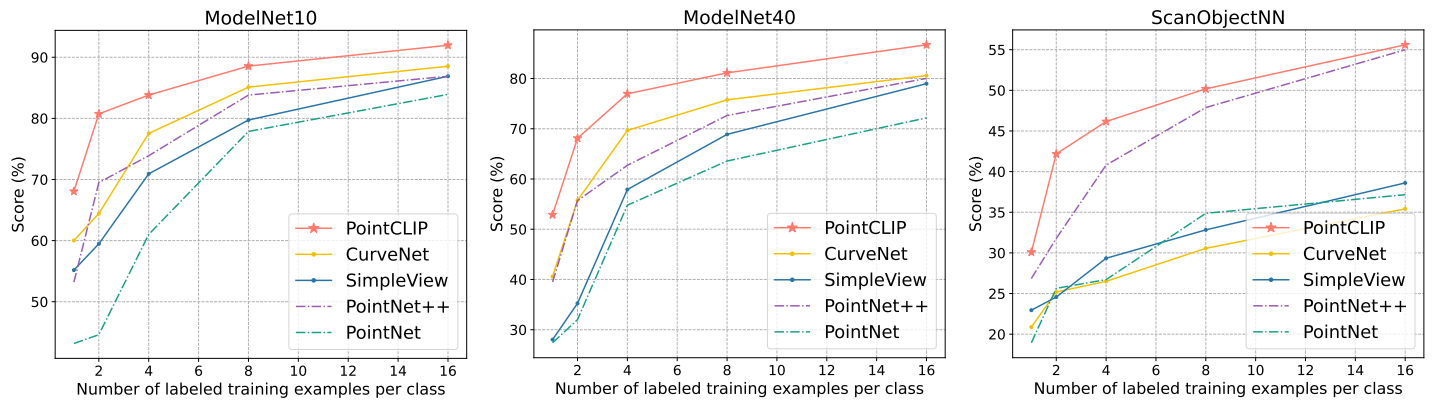 ModelNet10
Score (%)
90
80
70
60
50
2 4 6 8 10 12 14 16
Number of labeled training examples per class
PointCLIP
CurveNet
SimpleView
PointNet++
PointNet
ModelNet40
Score (%)
80
70
60
50
40
30
2 4 6 8 10 12 14 16
Number of labeled training examples per class
PointCLIP
CurveNet
SimpleView
PointNet++
PointNet
ScanObjectNN
Score (%)
55
50
45
40
35
30
25
20
2 4 6 8 10 12 14 16
Number of labeled training examples per class
PointCLIP
CurveNet
SimpleView
PointNet++
PointNet